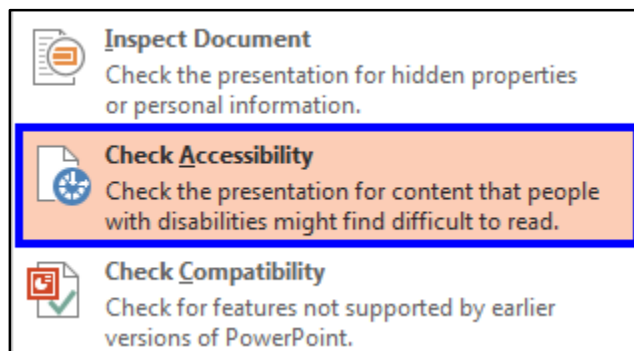 Inspect Document
Check the presentation for hidden properties
or personal information.
Check Accessibility
Check the presentation for content that people
with disabilities might find difficult to read.
Check Compatibility
Check for features not supported by earlier
versions of PowerPoint.